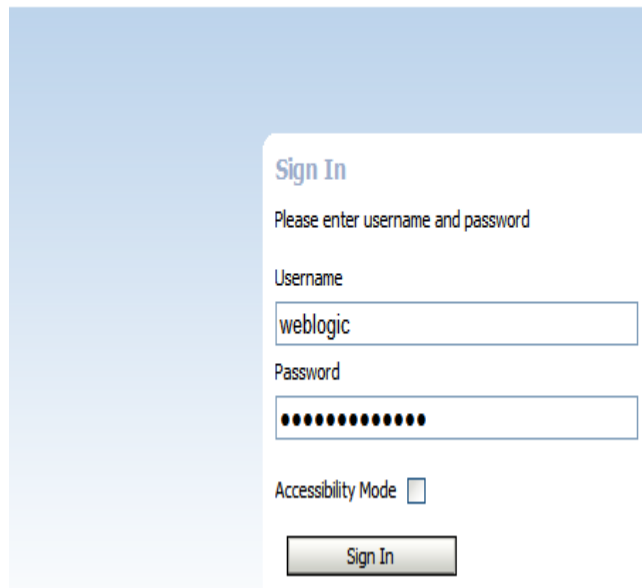 Sign In
Please enter username and password
Username
weblogic
Password
•••••••••••••
Accessibility Mode
Sign In